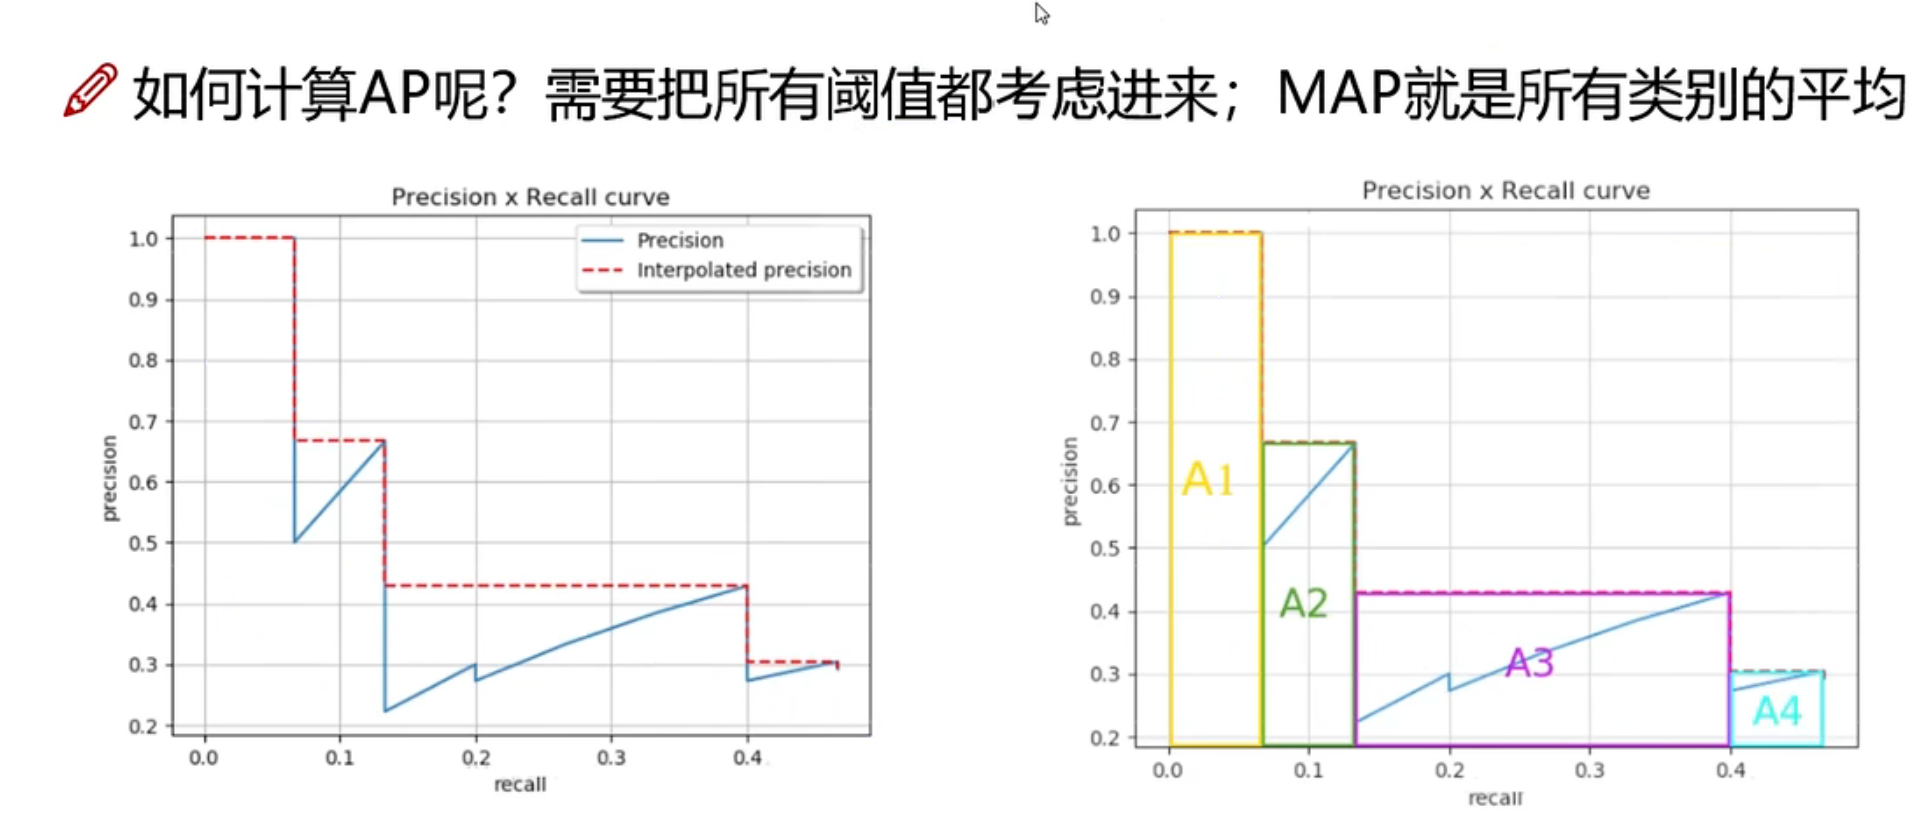 如何计算AP呢？需要把所有阈值都考虑进来；MAP就是所有类别的平均
Precision x Recall curve
Precision
Interpolated precision
1.0
0.9
0.8
0.7
0.6
0.5
0.4
0.3
0.2
precision
0.0 0.1 0.2 0.3 0.4
recall
Precision x Recall curve
1.0
0.9
0.8
0.7
0.6
0.5
0.4
0.3
0.2
precision
A1
A2
A3
A4
0.0 0.1 0.2 0.3 0.4
recall